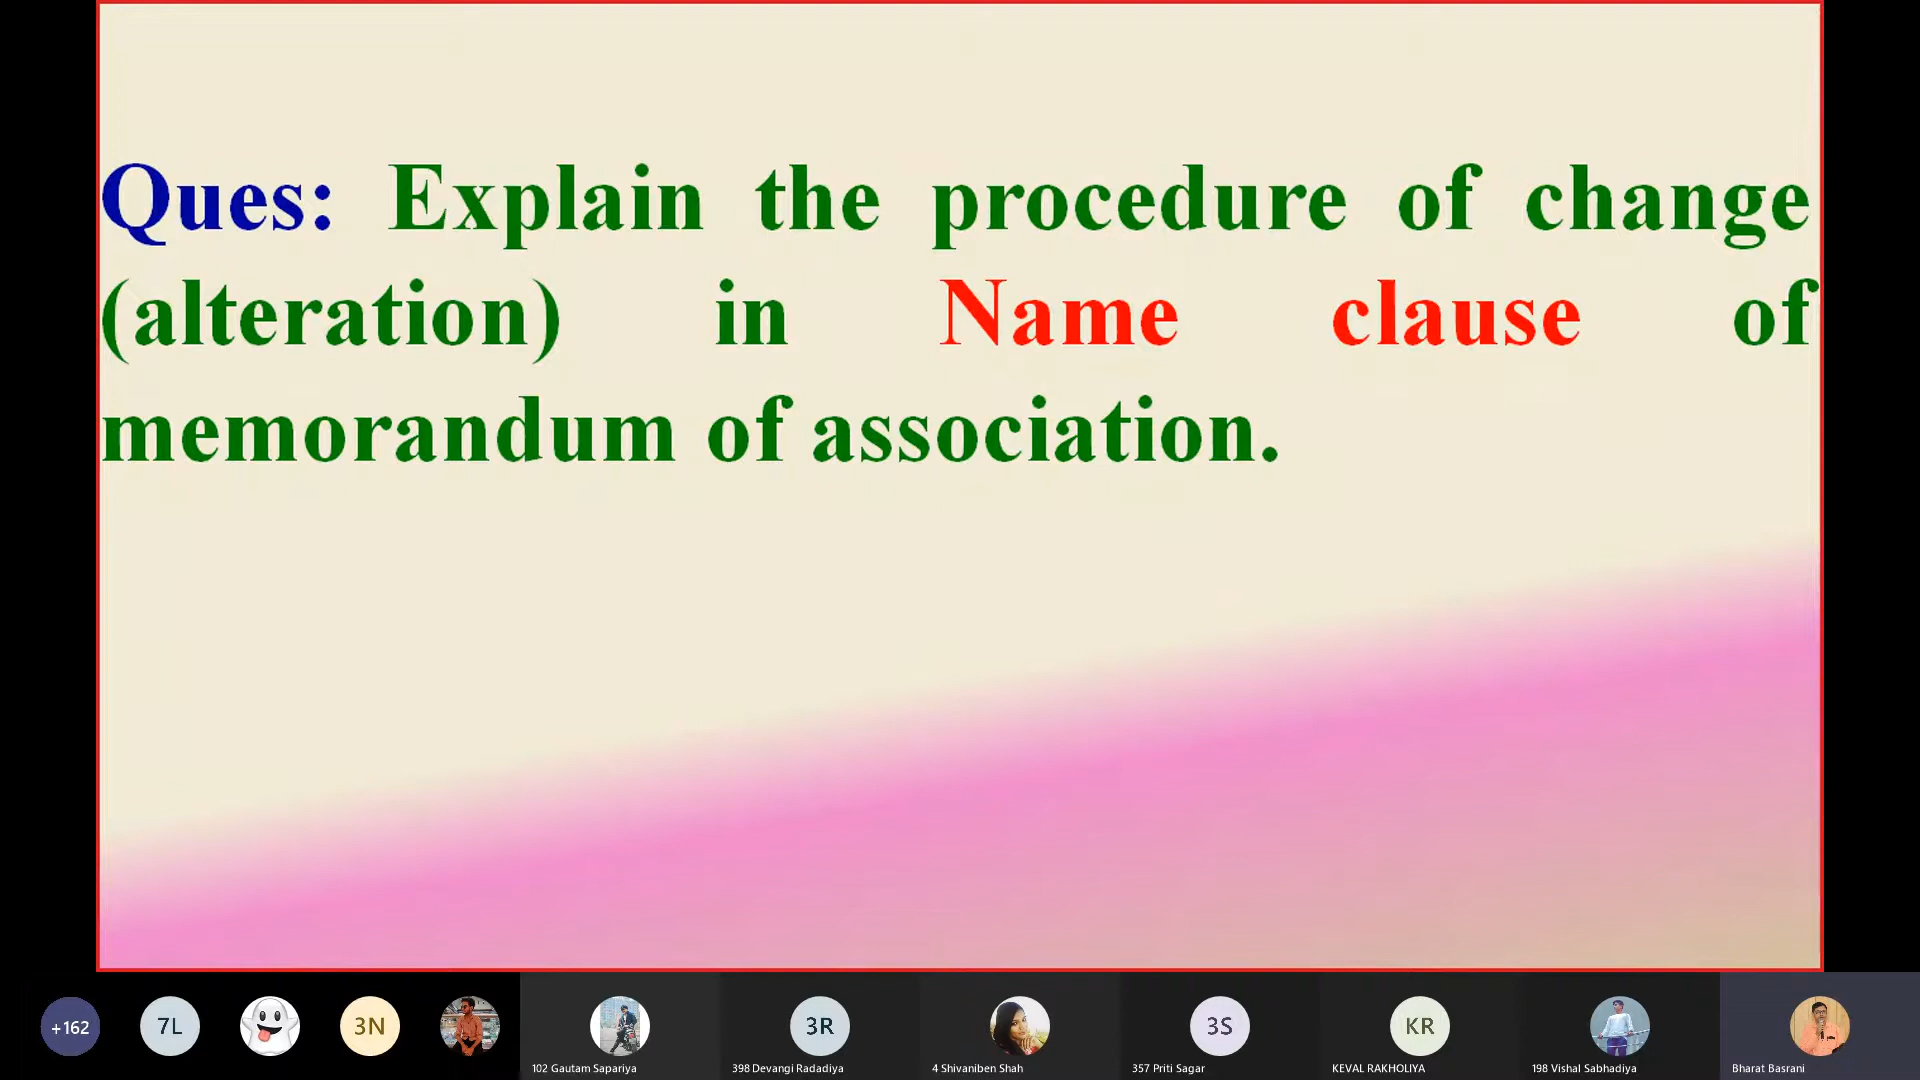 Ques: Explain the procedure of change
(alteration) in Name clause of
memorandum of association.
+162
7L
3N
3R
3S
KR
102 Gautam Sapariya
398 Devangi Radadiya
4 Shivaniben Shah
357 Priti Sagar
KEVAL RAKHOLIYA
198 Vishal Sabhadiya
Bharat Basrani